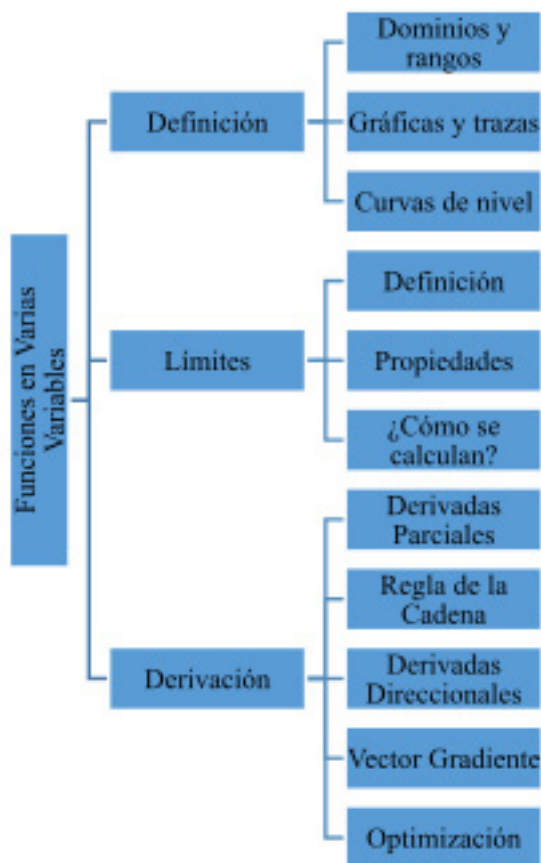 Funciones en Varias
Variables
Definición
Dominios y
rangos
Gráficas y trazas
Curvas de nivel
Límites
Definición
Propiedades
¿Cómo se
calculan?
Derivación
Derivadas
Parciales
Regla de la
Cadena
Derivadas
Direccionales
Vector Gradiente
Optimización